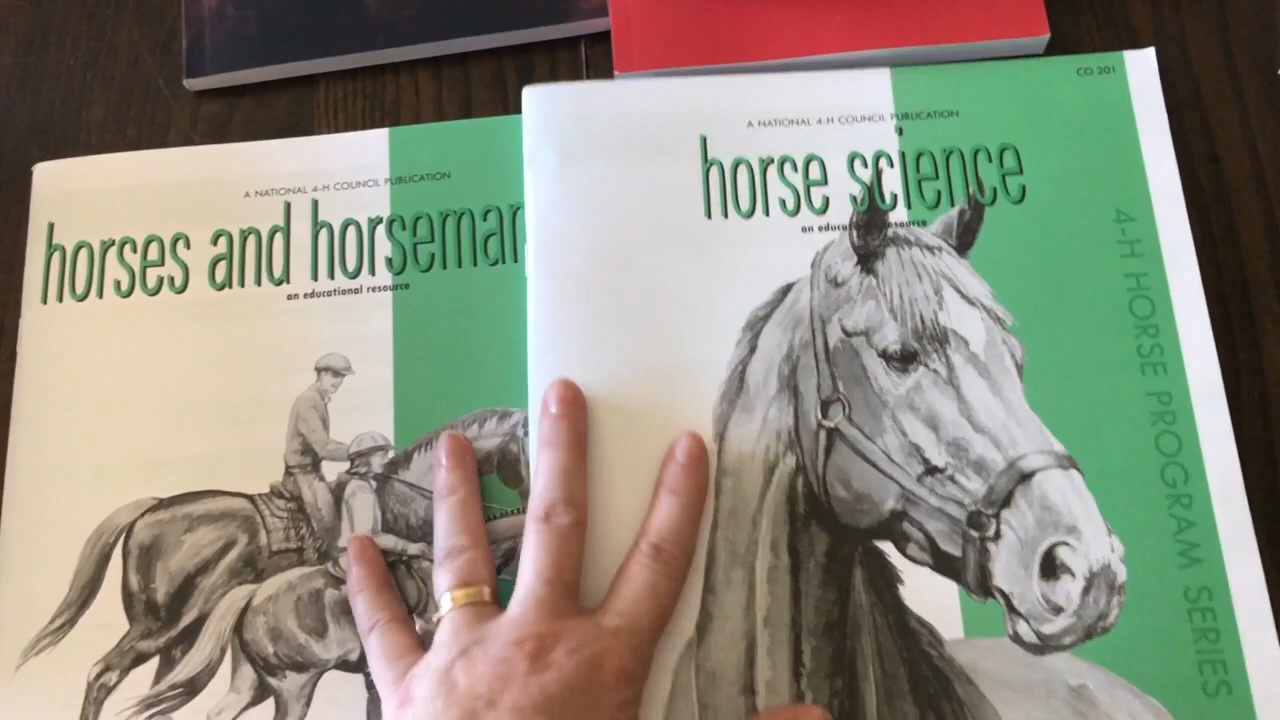 A NATIONAL 4-H COUNCIL PUBLICATION
horses and horseman
an educational resource
CO 201
A NATIONAL 4-H COUNCIL PUBLICATION
horse science
an educational resource
4-H HORSE PROGRAM SERIES